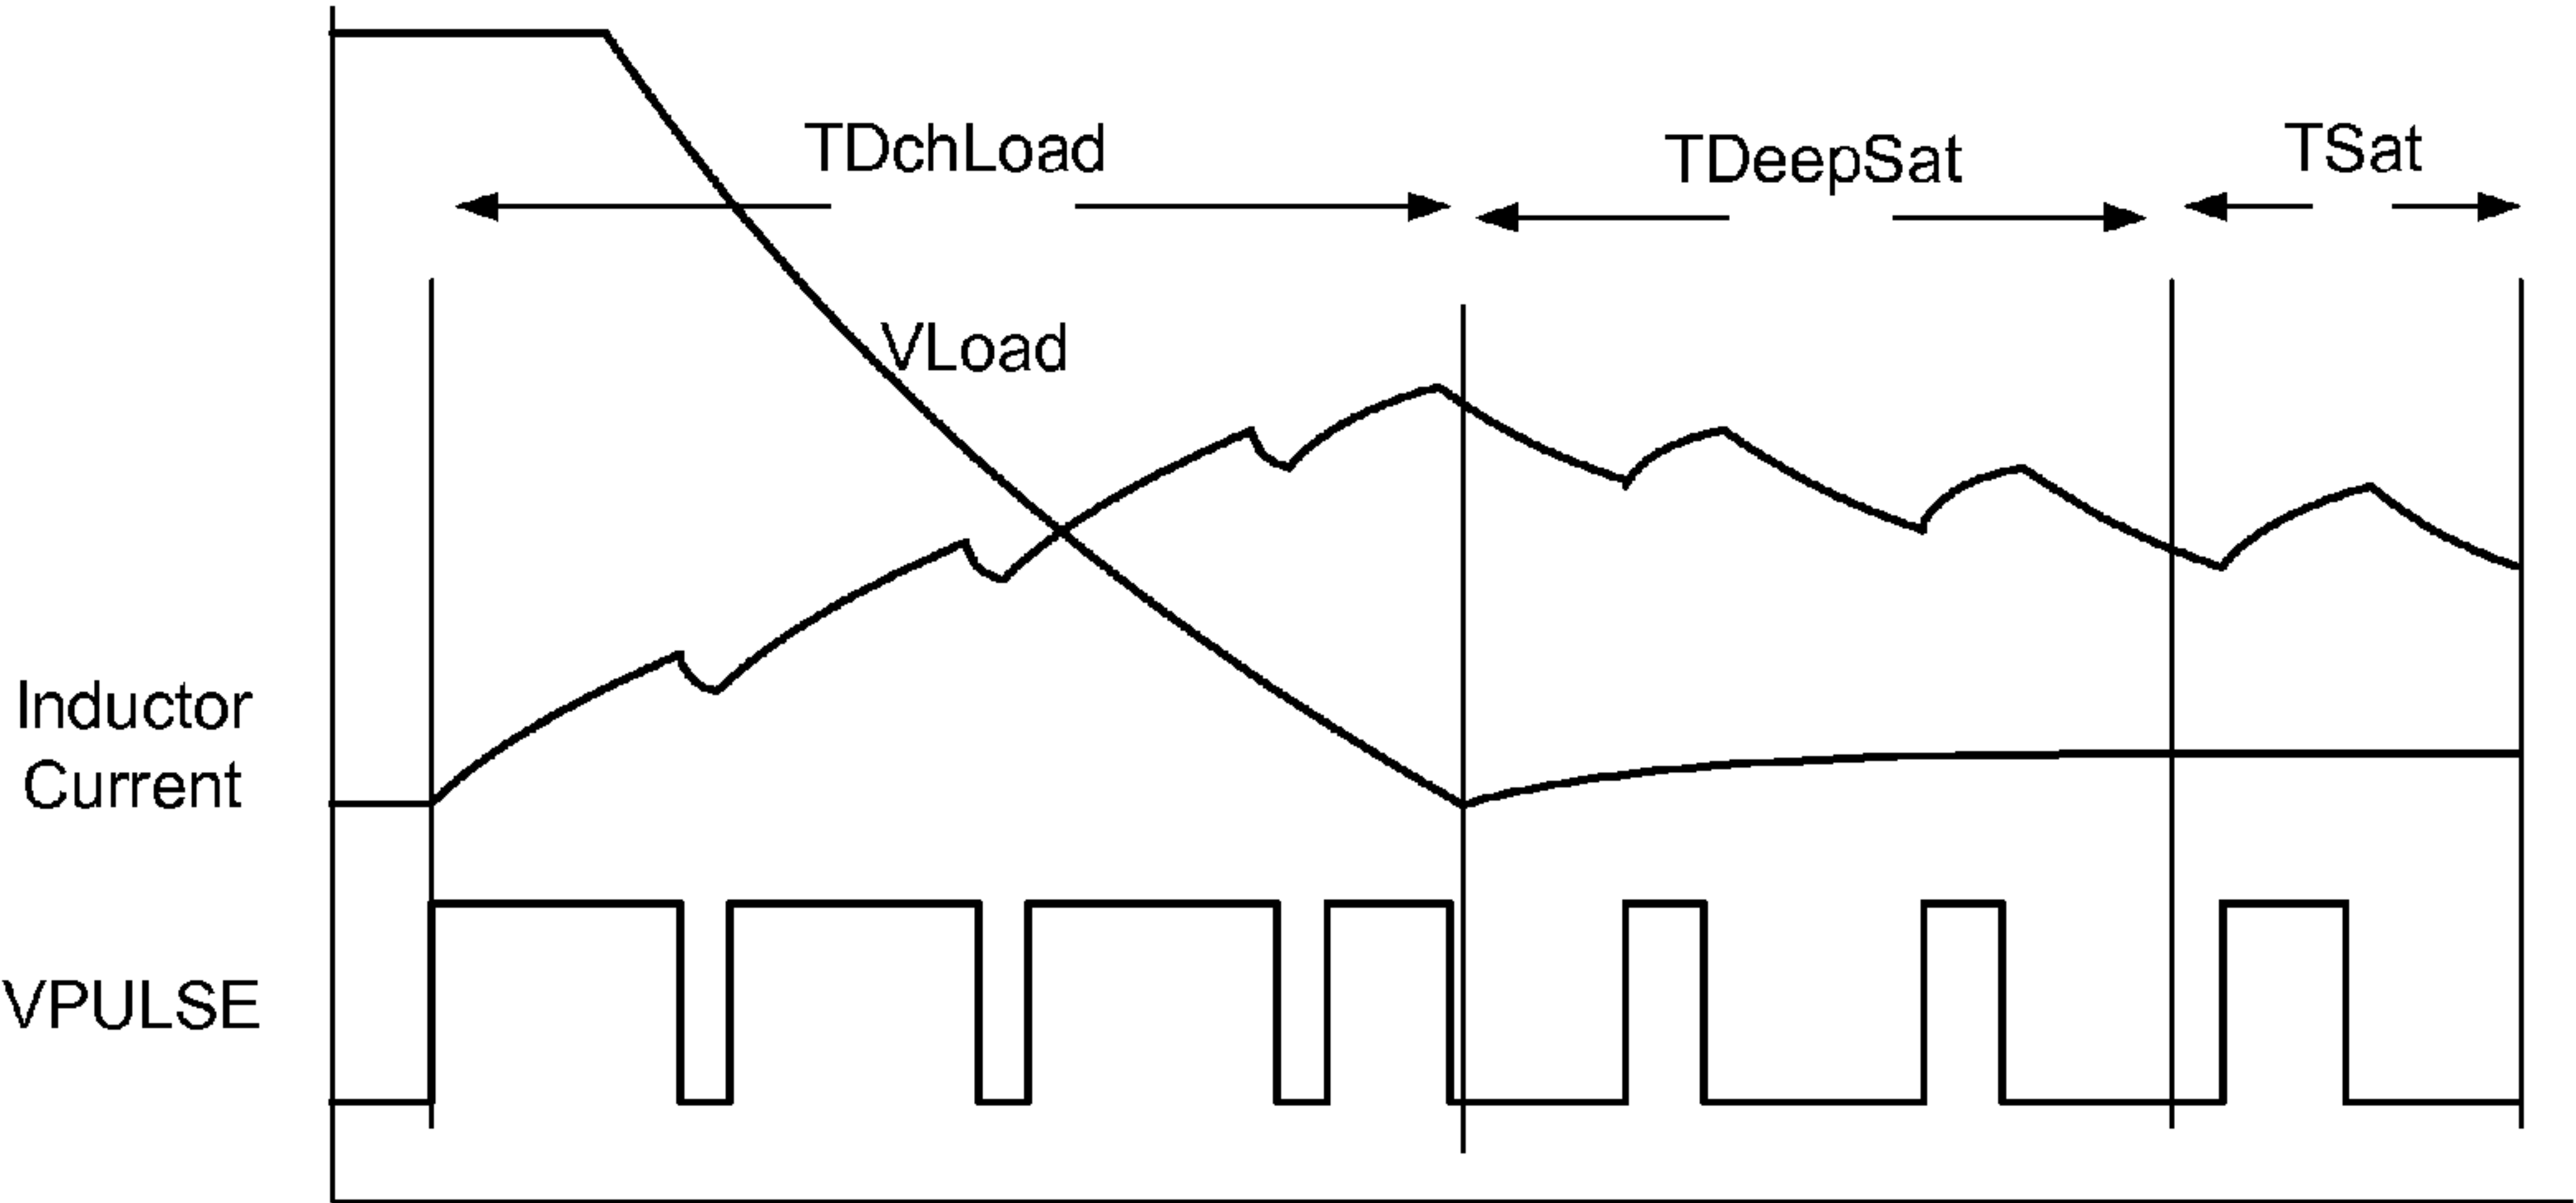 TDchLoad
TDeepSat
TSat
VLoad
Inductor
Current
VPULSE